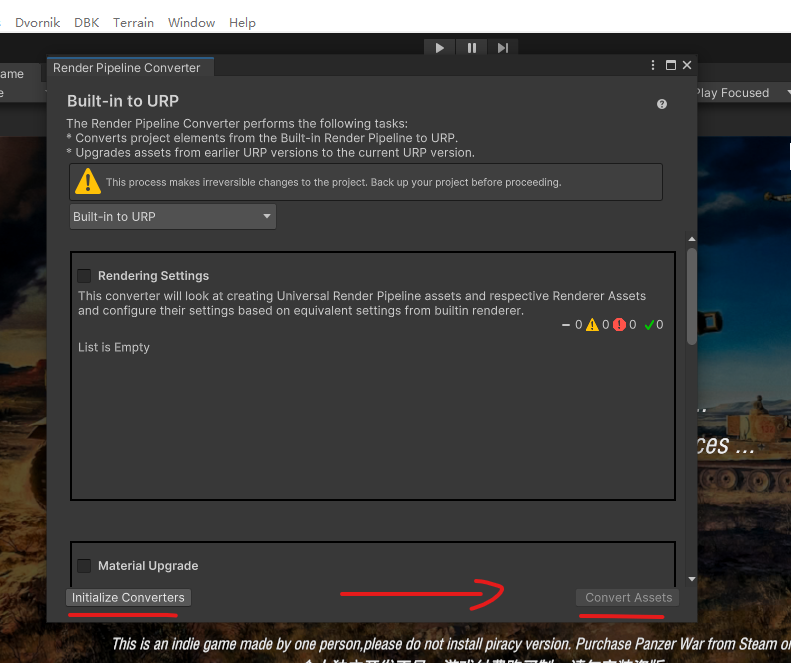 Dvornik DBK Terrain Window Help
ame
Render Pipeline Converter
e
Play Focused
Built-in to URP
The Render Pipeline Converter performs the following tasks:
* Converts project elements from the Built-in Render Pipeline to URP.
* Upgrades assets from earlier URP versions to the current URP version.
This process makes irreversible changes to the project. Back up your project before proceeding.
Built-in to URP
Rendering Settings
This converter will look at creating Universal Render Pipeline assets and respective Renderer Assets
and configure their settings based on equivalent settings from builtin renderer.
0 0 0 0
List is Empty
ces ...
Material Upgrade
Initialize Converters
Convert Assets
This is an indie game made by one person,please do not install piracy version. Purchase Panzer War from Steam or